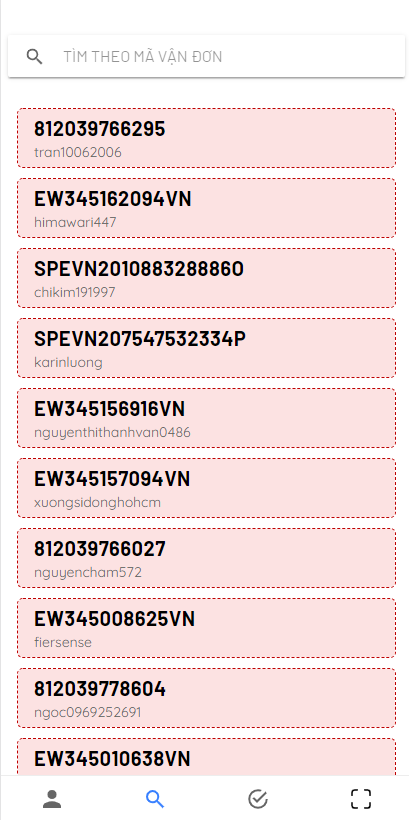 TÌM THEO MÃ VẬN ĐƠN
812039766295
tran10062006
EW345162094VN
himawari447
SPEVN201088328886O
chikim191997
SPEVN207547532334P
karinluong
EW345156916VN
nguyenthithanhvan0486
EW345157094VN
xuongsidonghohcm
812039766027
nguyencham572
EW345008625VN
fiersense
812039778604
ngoc0969252691
EW345010638VN